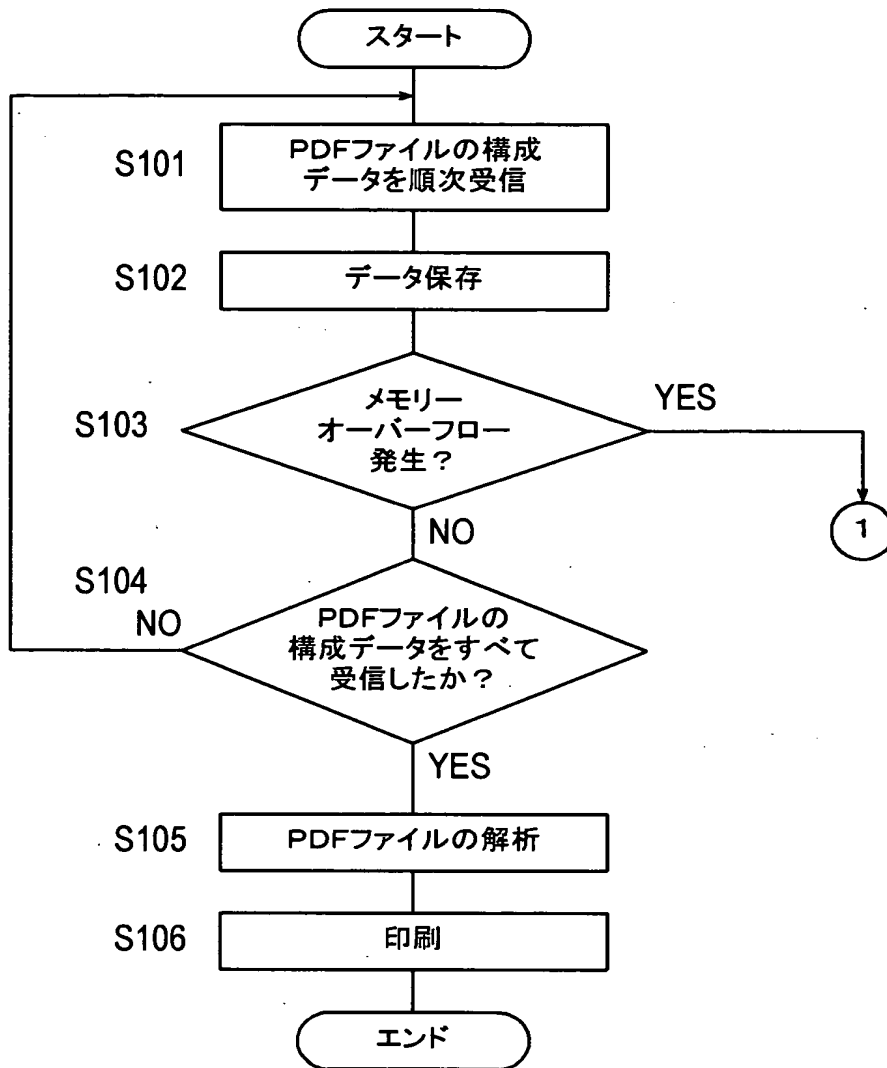 スタート
S101
PDFファイルの構成
データを順次受信
S102
データ保存
S103
メモリー
オーバーフロー
発生？
YES
1
NO
S104
NO
PDFファイルの
構成データをすべて
受信したか？
YES
S105
PDFファイルの解析
S106
印刷
エンド